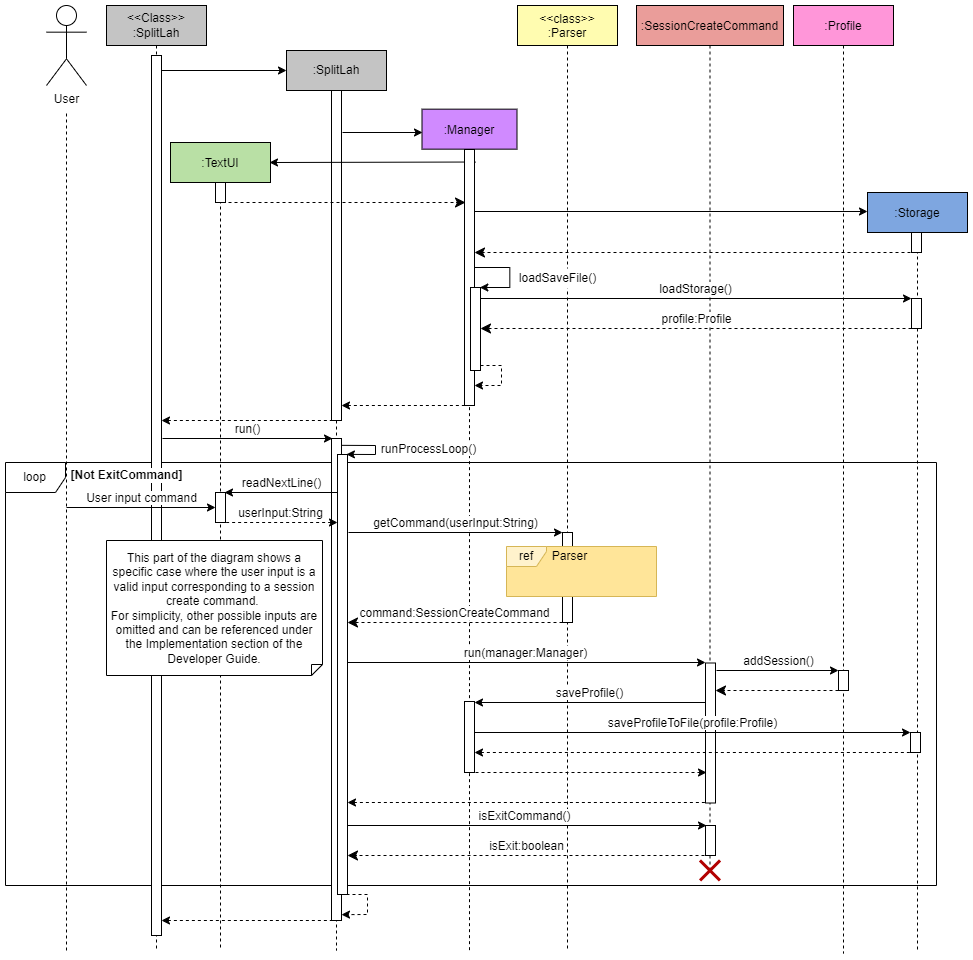 <<Class>>
:SplitLah
<<class>>
:Parser
:SessionCreateCommand
:Profile
:SplitLah
User
:Manager
:TextUI
:Storage
loadSaveFile()
loadStorage()
profile:Profile
run()
runProcessLoop()
loop
[Not ExitCommand]
readNextLine()
User input command
userInput:String
getCommand(userInput:String)
ref
Parser
This part of the diagram shows a
specific case where the user input is a
valid input corresponding to a session
create command.
For simplicity, other possible inputs are
omitted and can be referenced under
the Implementation section of the
Developer Guide.
command:SessionCreateCommand
run(manager:Manager)
addSession()
saveProfile()
saveProfileToFile(profile:Profile)
isExitCommand()
isExit:boolean